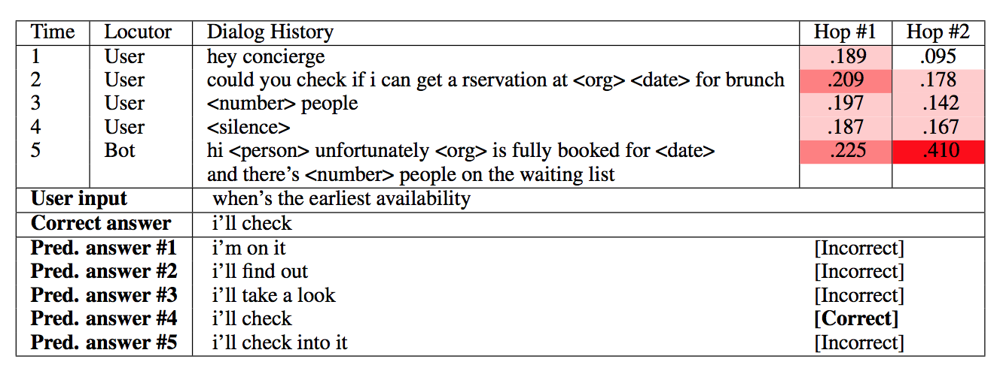 Time Locutor Dialog History Hop #1 Hop #2
1 User hey concierge .189 .095
2 User could you check if i can get a rservation at <org> <date> for brunch .209 .178
3 User <number> people .197 .142
4 User <silence> .187 .167
5 Bot hi <person> unfortunately <org> is fully booked for <date> .225 .410
and there's <number> people on the waiting list
User input when's the earliest availability
Correct answer i'll check
Pred. answer #1 i'm on it [Incorrect]
Pred. answer #2 i'll find out [Incorrect]
Pred. answer #3 i'll take a look [Incorrect]
Pred. answer #4 i'll check [Correct]
Pred. answer #5 i'll check into it [Incorrect]